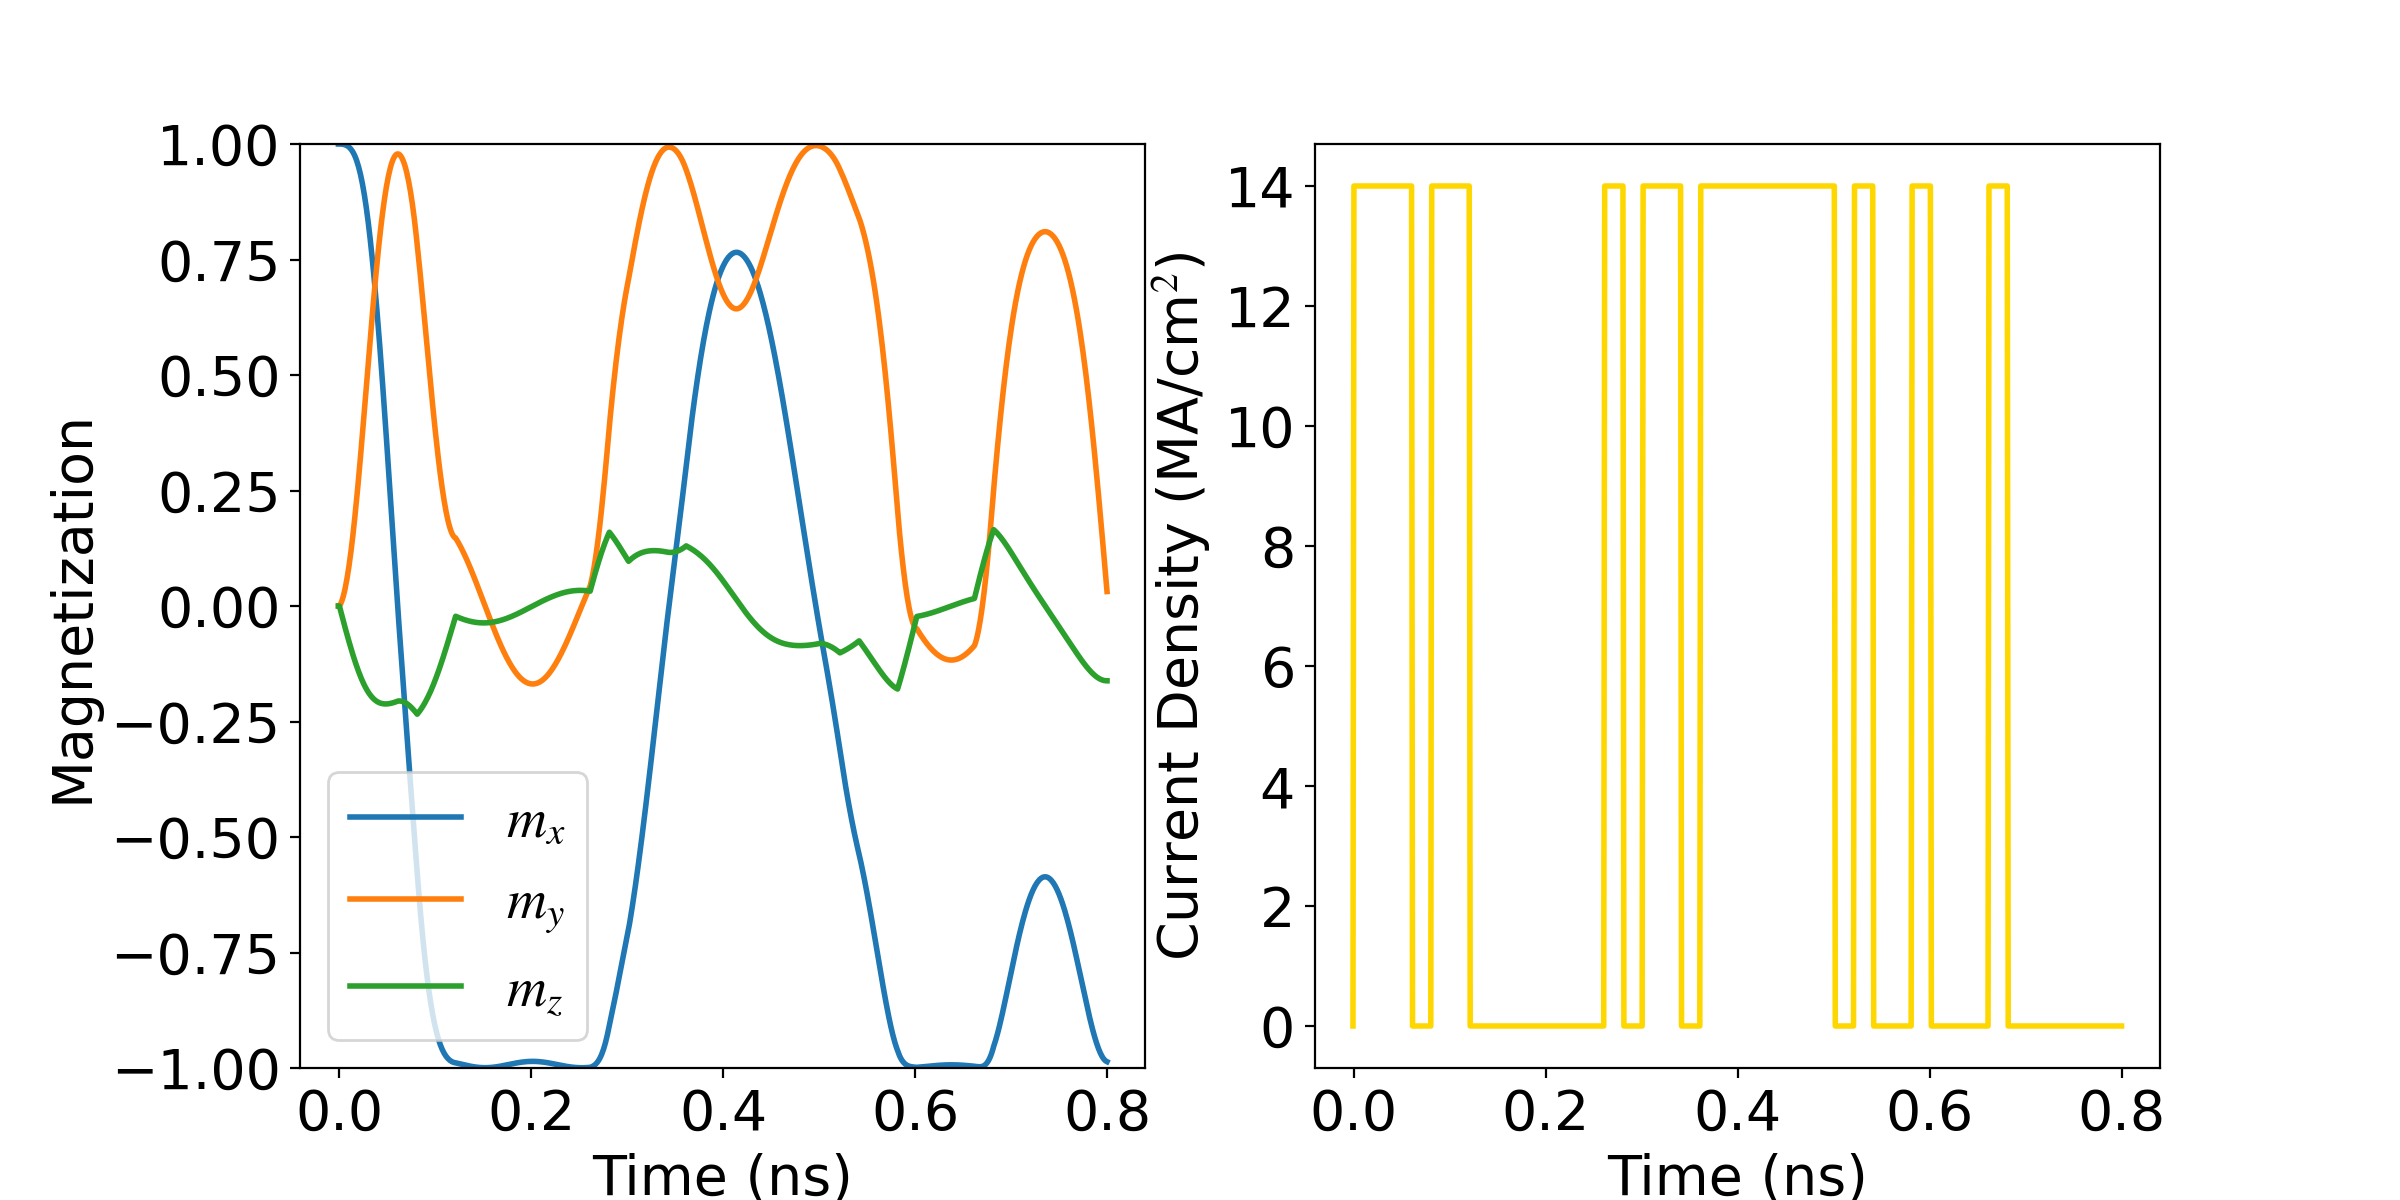 1.00
0.75
0.50
0.25
0.00
−0.25
−0.50
−0.75
−1.00
Magnetization
m_x
m_y
m_z
0.0 0.2 0.4 0.6 0.8
Time (ns)
14
12
10
8
6
4
2
0
Current Density (MA/cm²)
0.0 0.2 0.4 0.6 0.8
Time (ns)